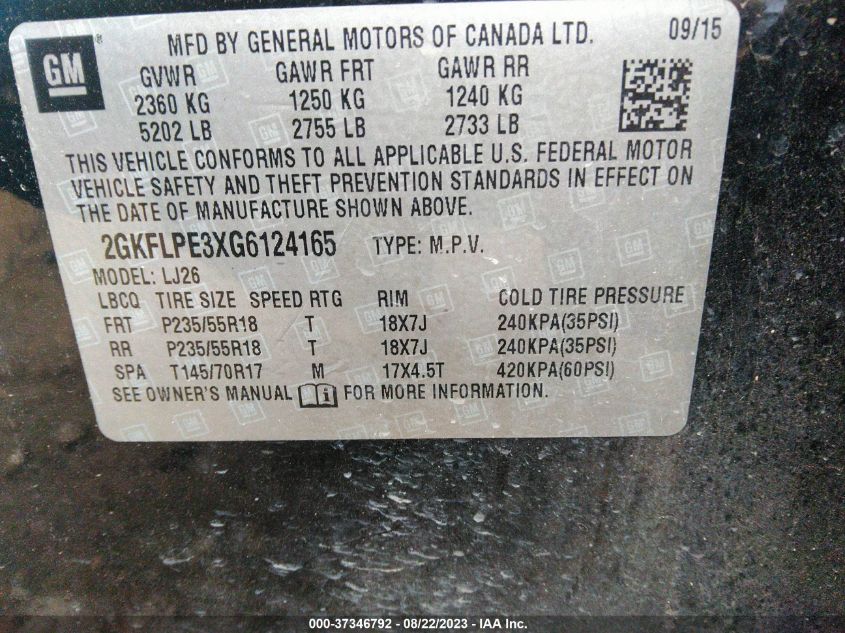 MFD BY GENERAL MOTORS OF CANADA LTD. 09/15
GM
GVWR GAWR FRT GAWR RR
2360 KG 1250 KG 1240 KG
5202 LB 2755 LB 2733 LB
THIS VEHICLE CONFORMS TO ALL APPLICABLE U.S. FEDERAL MOTOR
VEHICLE SAFETY AND THEFT PREVENTION STANDARDS IN EFFECT ON
THE DATE OF MANUFACTURE SHOWN ABOVE.
2GKFLPE3XG6124165 TYPE: M.P.V.
MODEL: LJ26
LBCQ TIRE SIZE SPEED RTG RIM COLD TIRE PRESSURE
FRT P235/55R18 T 18X7J 240KPA(35PSI)
RR P235/55R18 T 18X7J 240KPA(35PSI)
SPA T145/70R17 M 17X4.5T 420KPA(60PSI)
SEE OWNER'S MANUAL FOR MORE INFORMATION.
000-37346792 - 08/22/2023 - IAA Inc.